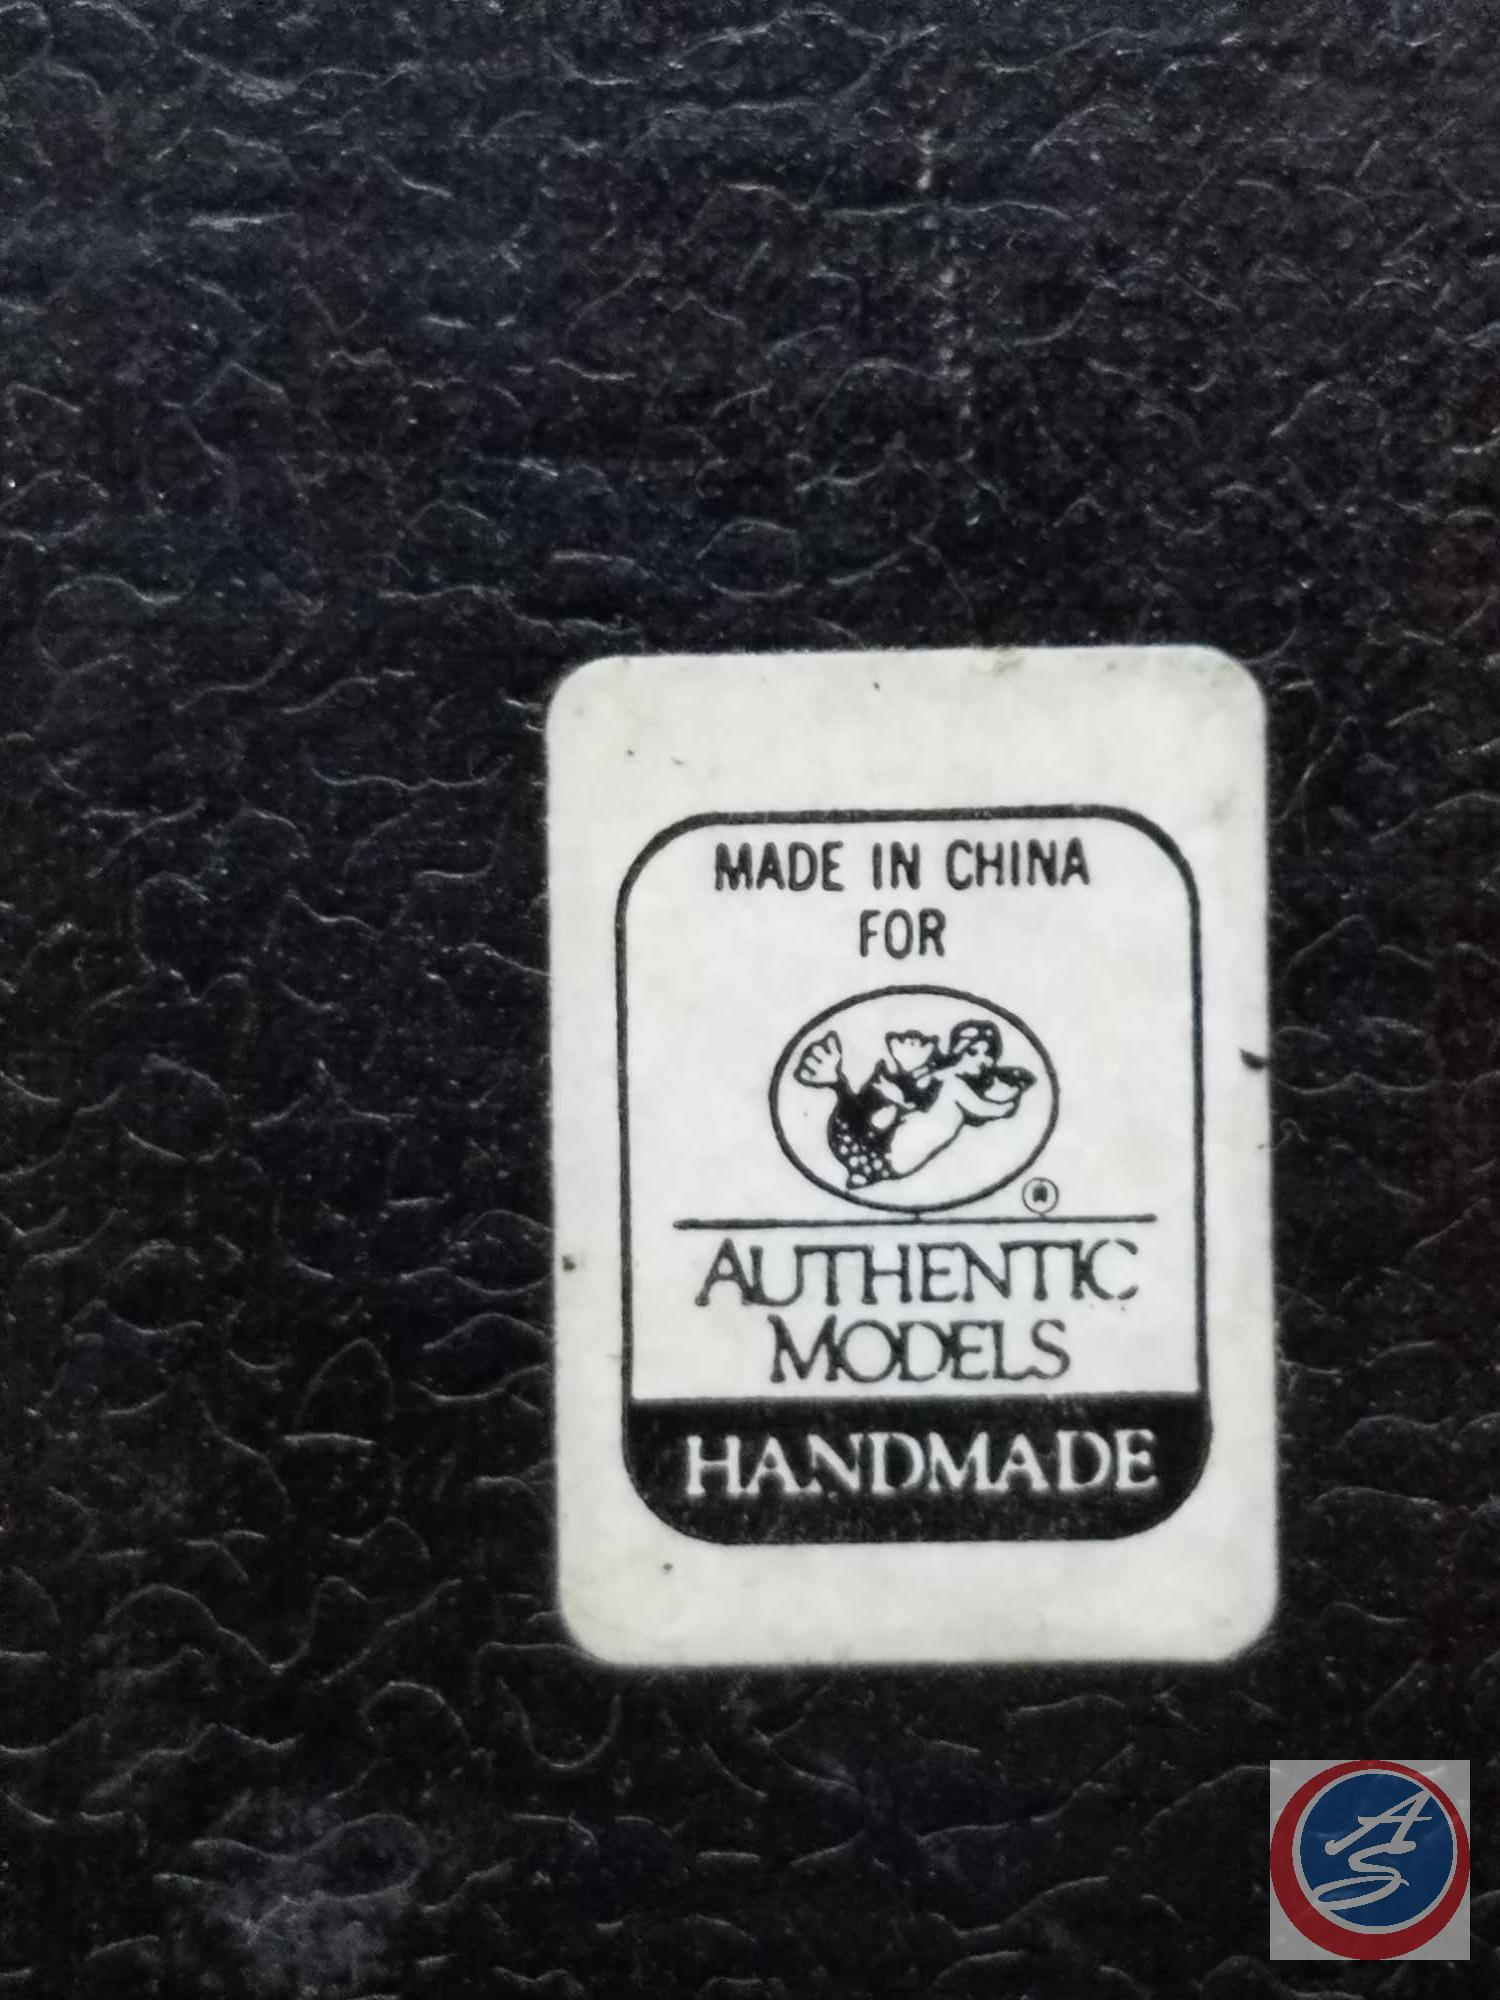 MADE IN CHINA
FOR
®
AUTHENTIC
MODELS
HANDMADE
AS